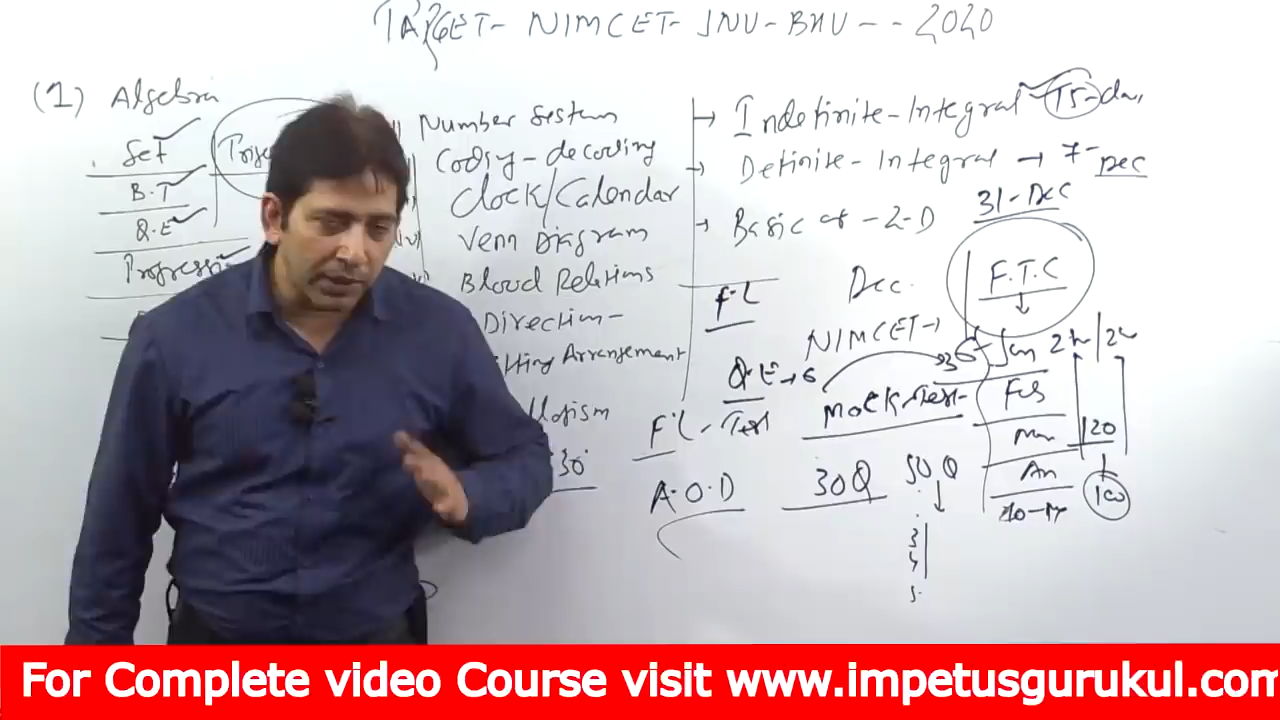 TARGET- NIMCET- JNU- BHU-- 2020
(1) Algebra
Set
B.T
Q.E
Number System
Coding-decoding
Clock/Calendar
Venn Diagram
Blood Relations
Direction-
Arrangement
30
→ Indefinite-Integral 15-
Definite-Integral → 7-Dec
31-Dec
Basic of -2-D
F.T.C
F.L
Dec.
NIMCET→
Jan
Q.E→6
Mock-Test-
Feb
F.L-Test
120
A.O.D
30Q
50Q
100
For Complete video Course visit www.impetusgurukul.com